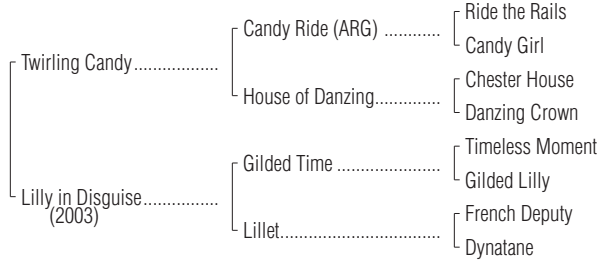 Ride the Rails
Candy Ride (ARG) ............
Candy Girl
Twirling Candy..................
Chester House
House of Danzing..............
Danzing Crown
Timeless Moment
Gilded Time ......................
Gilded Lilly
Lilly in Disguise................
(2003)
French Deputy
Lillet..................................
Dynatane